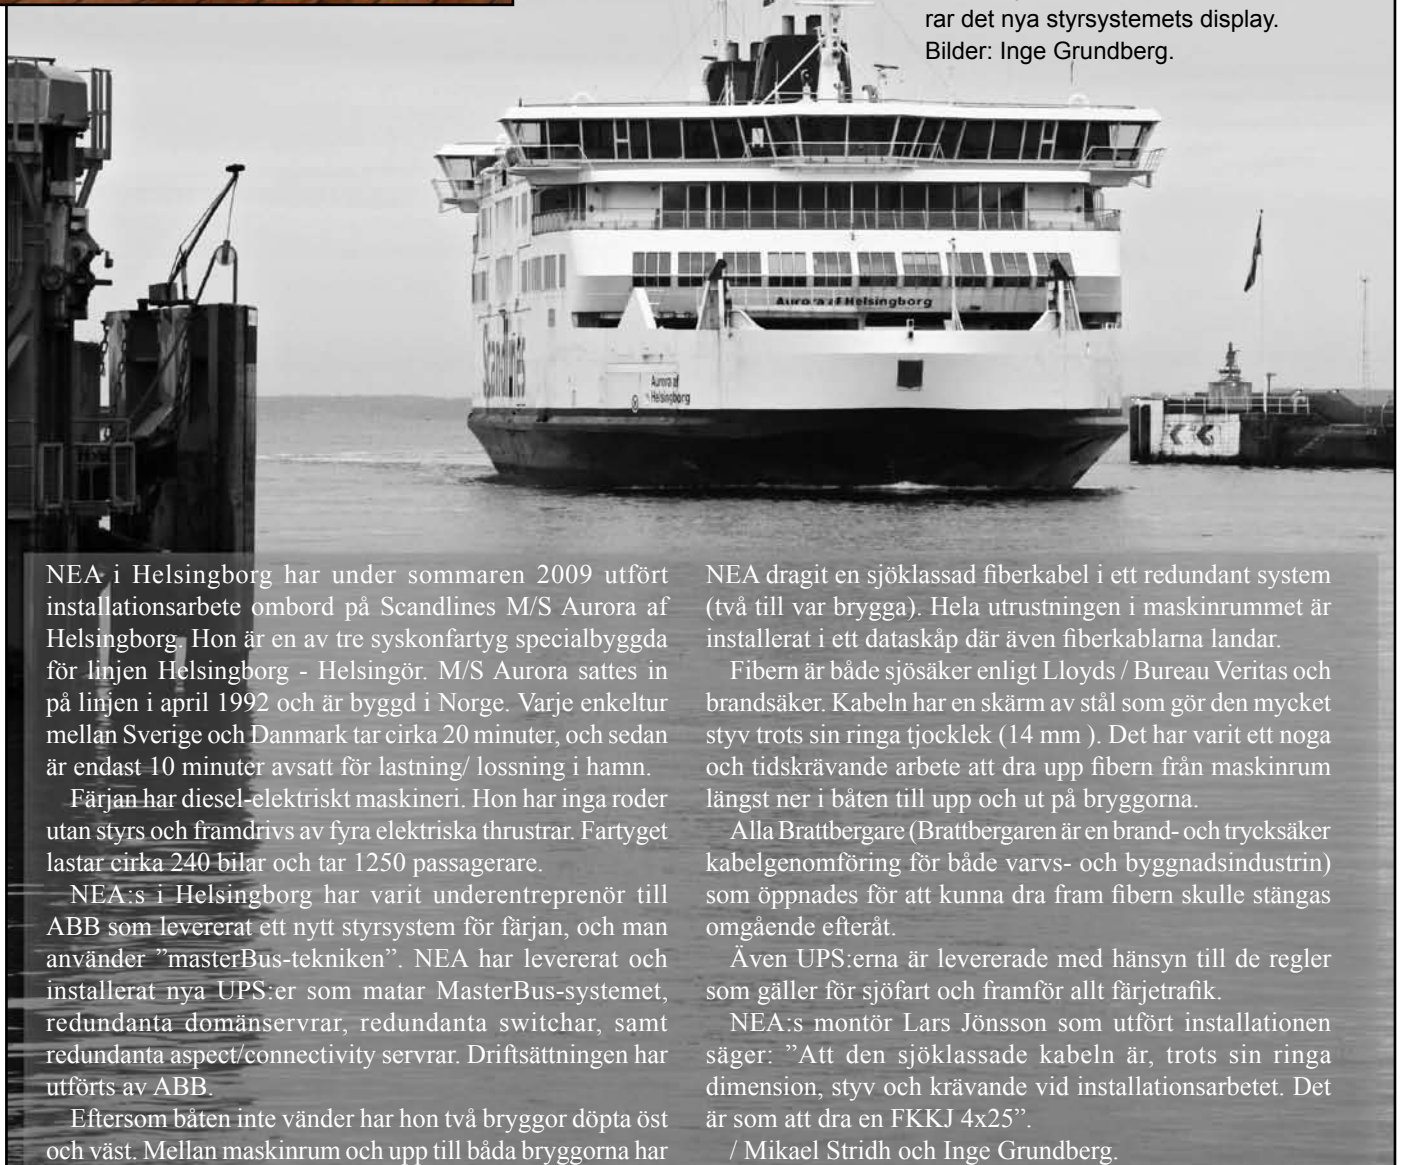 rar det nya styrsystemets display.
Bilder: Inge Grundberg.
Aurora af Helsingborg
Scandlines
Aurora af
Helsingborg
NEA i Helsingborg har under sommaren 2009 utfört
installationsarbete ombord på Scandlines M/S Aurora af
Helsingborg. Hon är en av tre syskonfartyg specialbyggda
för linjen Helsingborg - Helsingör. M/S Aurora sattes in
på linjen i april 1992 och är byggd i Norge. Varje enkeltur
mellan Sverige och Danmark tar cirka 20 minuter, och sedan
är endast 10 minuter avsatt för lastning/ lossning i hamn.
Färjan har diesel-elektriskt maskineri. Hon har inga roder
utan styrs och framdrivs av fyra elektriska thrustrar. Fartyget
lastar cirka 240 bilar och tar 1250 passagerare.
NEA:s i Helsingborg har varit underentreprenör till
ABB som levererat ett nytt styrsystem för färjan, och man
använder ”masterBus-tekniken”. NEA har levererat och
installerat nya UPS:er som matar MasterBus-systemet,
redundanta domänservrar, redundanta switchar, samt
redundanta aspect/connectivity servrar. Driftsättningen har
utförts av ABB.
Eftersom båten inte vänder har hon två bryggor döpta öst
och väst. Mellan maskinrum och upp till båda bryggorna har
NEA dragit en sjöklassad fiberkabel i ett redundant system
(två till var brygga). Hela utrustningen i maskinrummet är
installerat i ett dataskåp där även fiberkablarna landar.
Fibern är både sjösäker enligt Lloyds / Bureau Veritas och
brandsäker. Kabeln har en skärm av stål som gör den mycket
styv trots sin ringa tjocklek (14 mm ). Det har varit ett noga
och tidskrävande arbete att dra upp fibern från maskinrum
längst ner i båten till upp och ut på bryggorna.
Alla Brattbergare (Brattbergaren är en brand- och trycksäker
kabelgenomföring för både varvs- och byggnadsindustrin)
som öppnades för att kunna dra fram fibern skulle stängas
omgående efteråt.
Även UPS:erna är levererade med hänsyn till de regler
som gäller för sjöfart och framför allt färjetrafik.
NEA:s montör Lars Jönsson som utfört installationen
säger: ”Att den sjöklassade kabeln är, trots sin ringa
dimension, styv och krävande vid installationsarbetet. Det
är som att dra en FKKJ 4x25”.
/ Mikael Stridh och Inge Grundberg.